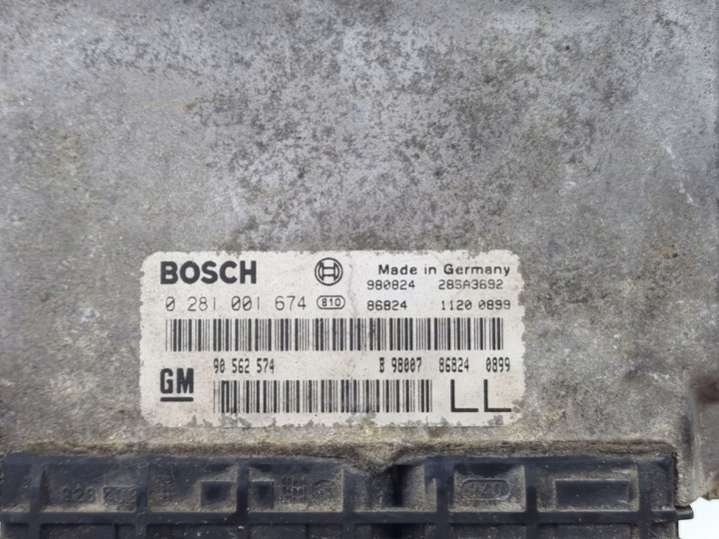 BOSCH Made in Germany
980824 28SA3692
0 281 001 674 810 86824 1120 0899
90 562 574 B 98007 86824 0899
GM LL